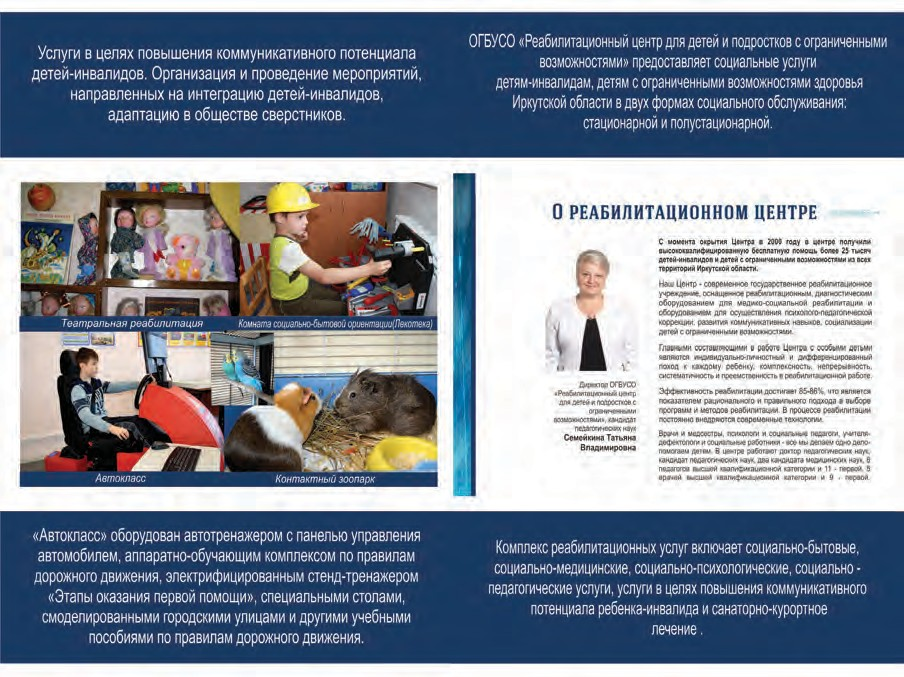 Услуги в целях повышения коммуникативного потенциала
детей-инвалидов. Организация и проведение мероприятий,
направленных на интеграцию детей-инвалидов,
адаптацию в обществе сверстников.
ОГБУСО «Реабилитационный центр для детей и подростков с ограниченными
возможностями» предоставляет социальные услуги
детям-инвалидам, детям с ограниченными возможностями здоровья
Иркутской области в двух формах социального обслуживания:
стационарной и полустационарной.
Театральная реабилитация
Комната социально-бытовой ориентации(Лекотека)
Автокласс
Контактный зоопарк
О РЕАБИЛИТАЦИОННОМ ЦЕНТРЕ
Директор ОГБУСО
«Реабилитационный центр
для детей и подростков с
ограниченными
возможностями», кандидат
педагогических наук
Семейкина Татьяна
Владимировна
С момента окрытия Центра в 2000 году в центре получили
высококвалифицированную бесплатную помощь более 25 тысяч
детей-инвалидов и детей с ограниченными возможностями из всех
территорий Иркутской области.
Наш Центр - современное государственное реабилитационное
учреждение, оснащенное реабилитационным, диагностическим
оборудованием для медико-социальной реабилитации и
оборудованием для осуществления психолого-педагогической
коррекции, развития коммуникативных навыков, социализации
детей с ограниченными возможностями.
Главными составляющими в работе Центра с особыми детьми
являются индивидуально-личностный и дифференцированный
поход к каждому ребенку, комплексность, непрерывность,
систематичность и преемственность в реабилитационной работе.
Эффективность реабилитации достигает 85-86%, что является
показателем рационального и правильного подхода в выборе
программ и методов реабилитации. В процессе реабилитации
постоянно внедряются современные технологии.
Врачи и медсестры, психологи и социальные педагоги, учителя-
дефектологи и социальные работники - все мы делаем одно дело-
помогаем детям. В центре работают доктор педагогических наук,
кандидат педагогических наук, два кандидата медицинских наук, 8
педагогов высшей квалификационной категории и 11 - первой, 5
врачей высшей квалификационной категории и 9 - первой.
«Автокласс» оборудован автотренажером с панелью управления
автомобилем, аппаратно-обучающим комплексом по правилам
дорожного движения, электрифицированным стенд-тренажером
«Этапы оказания первой помощи», специальными столами,
смоделированными городскими улицами и другими учебными
пособиями по правилам дорожного движения.
Комплекс реабилитационных услуг включает социально-бытовые,
социально-медицинские, социально-психологические, социально -
педагогические услуги, услуги в целях повышения коммуникативного
потенциала ребенка-инвалида и санаторно-курортное
лечение .